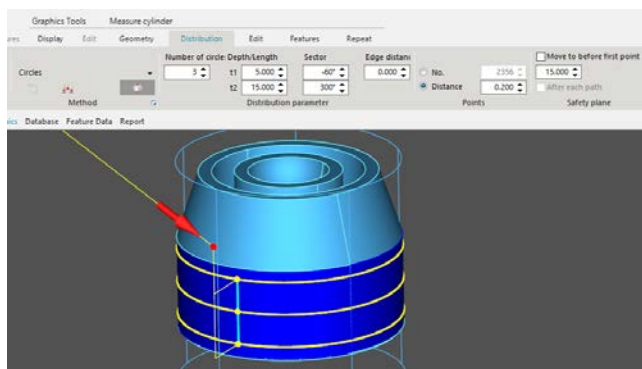 Graphics Tools Measure cylinder
ures Display Edit Geometry Distribution Edit Features Repeat
Number of circle: Depth/Length Sector Edge distanc Move to before first point
Circles 3 t1 5.000 -60° 0.000 No. 2356 15.000
t2 15.000 300° Distance 0.200 After each path
Method Distribution parameter Points Safety plane
nics Database Feature Data Report